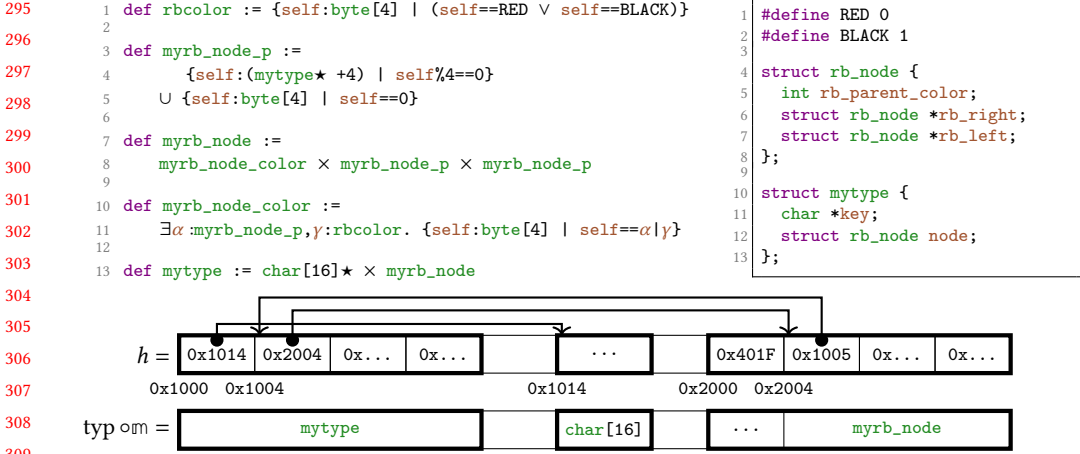 295
296
297
298
299
300
301
302
303
304
305
306
307
308
309
1 def rbcolor := {self:byte[4] | (self==RED ∨ self==BLACK)}
2
3 def myrb_node_p :=
4 {self:(mytype★ +4) | self%4==0}
5 ∪ {self:byte[4] | self==0}
6
7 def myrb_node :=
8 myrb_node_color × myrb_node_p × myrb_node_p
9
10 def myrb_node_color :=
11 ∃α:myrb_node_p,γ:rbcolor. {self:byte[4] | self==α|γ}
12
13 def mytype := char[16]★ × myrb_node
1 #define RED 0
2 #define BLACK 1
3
4 struct rb_node {
5 int rb_parent_color;
6 struct rb_node *rb_right;
7 struct rb_node *rb_left;
8 };
9
10 struct mytype {
11 char *key;
12 struct rb_node node;
13 };
h = 0x1014 0x2004 0x... 0x... ··· 0x401F 0x1005 0x... 0x...
0x1000 0x1004 0x1014 0x2000 0x2004
typ∘m = mytype char[16] ··· myrb_node